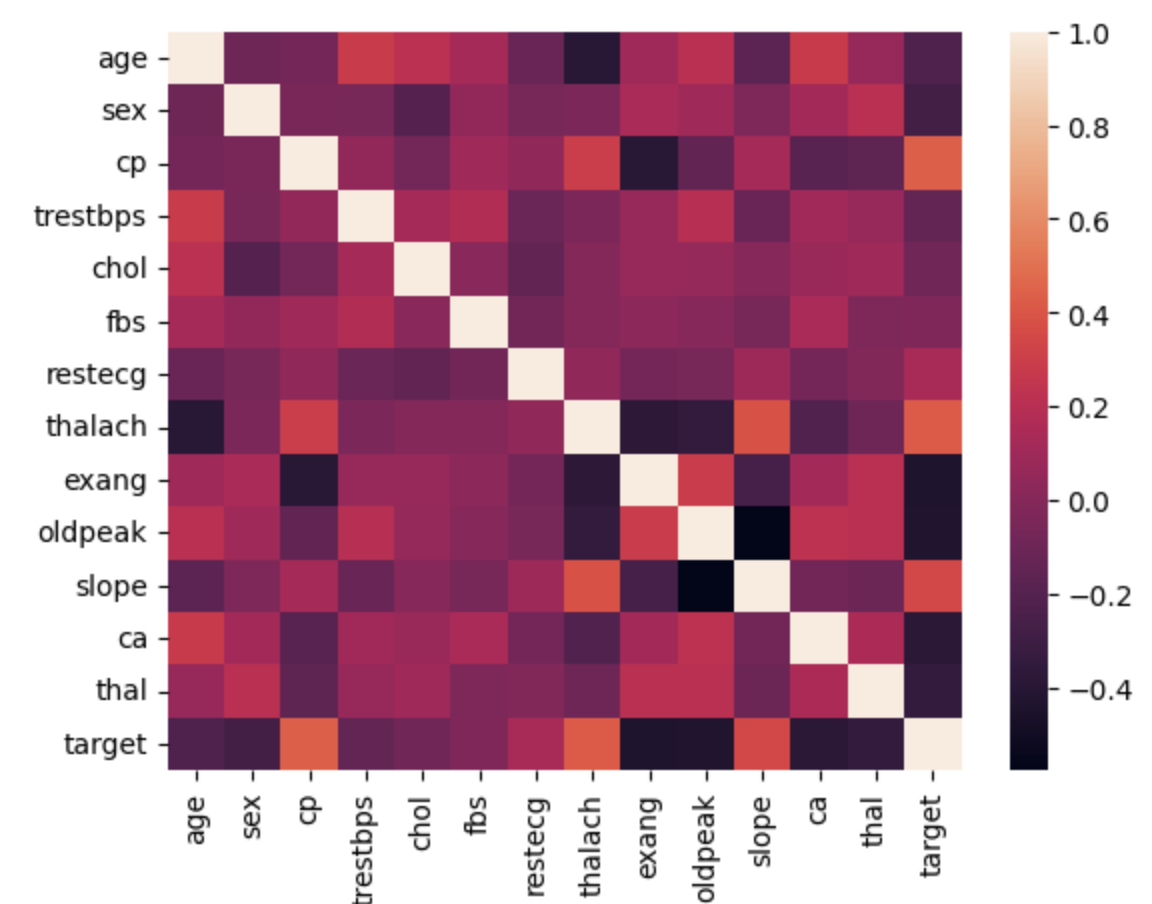 age
sex
cp
trestbps
chol
fbs
restecg
thalach
exang
oldpeak
slope
ca
thal
target
age
sex
cp
trestbps
chol
fbs
restecg
thalach
exang
oldpeak
slope
ca
thal
target
1.0
0.8
0.6
0.4
0.2
0.0
−0.2
−0.4